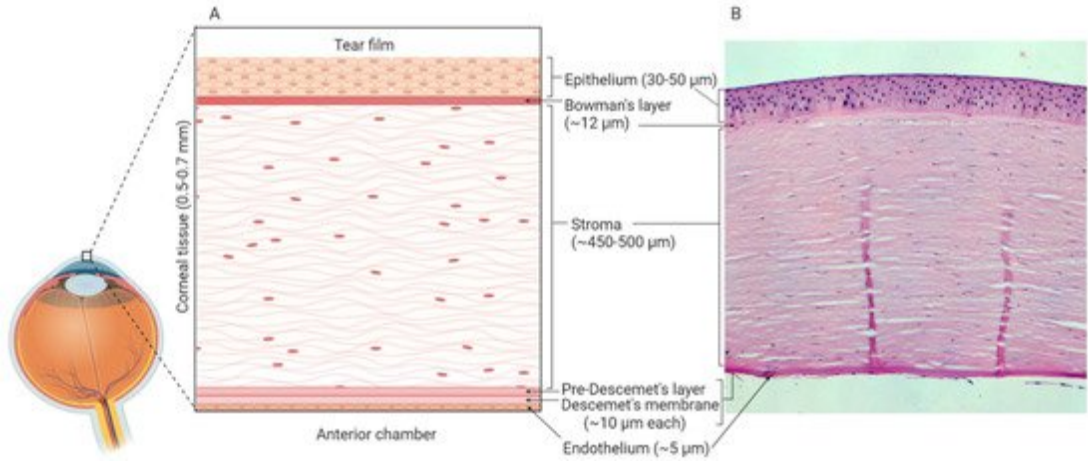 A
B
Tear film
Corneal tissue (0.5-0.7 mm)
Epithelium (30-50 µm)
Bowman's layer
(~12 µm)
Stroma
(~450-500 µm)
Pre-Descemet's layer
Descemet's membrane
(~10 µm each)
Endothelium (~5 µm)
Anterior chamber